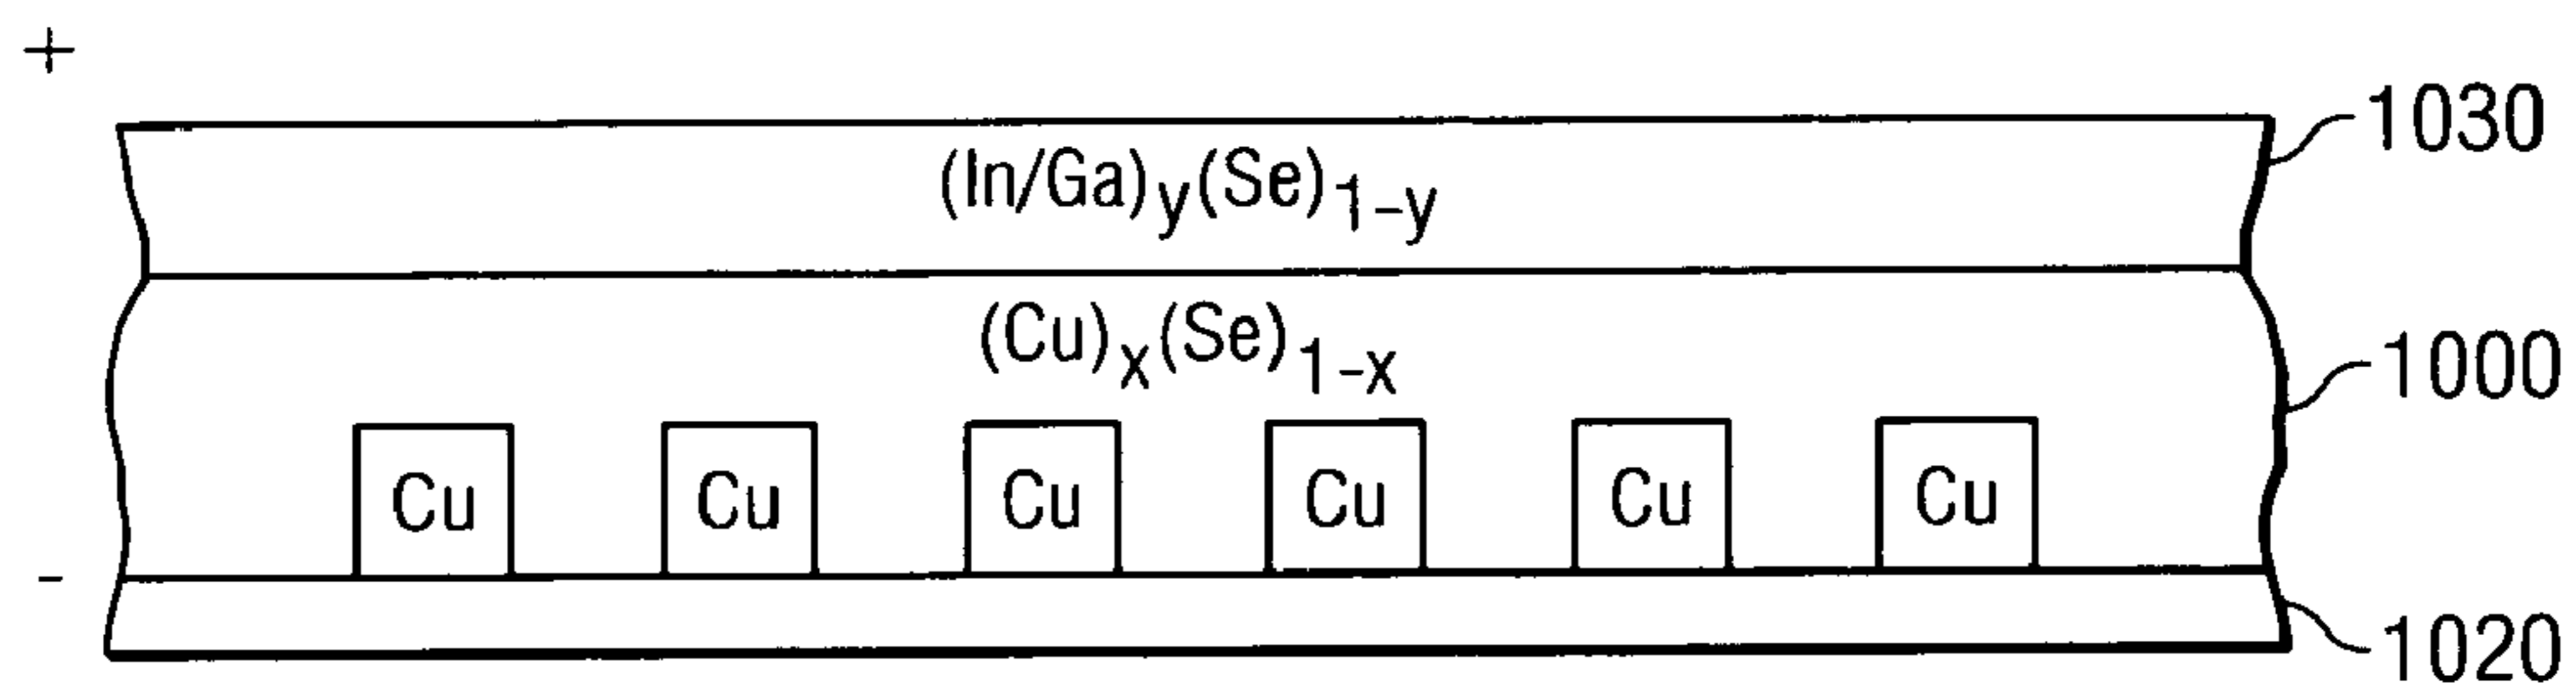 +
1030
(In/Ga)y(Se)1-y
(Cu)x(Se)1-x
1000
Cu Cu Cu Cu Cu Cu
-
1020